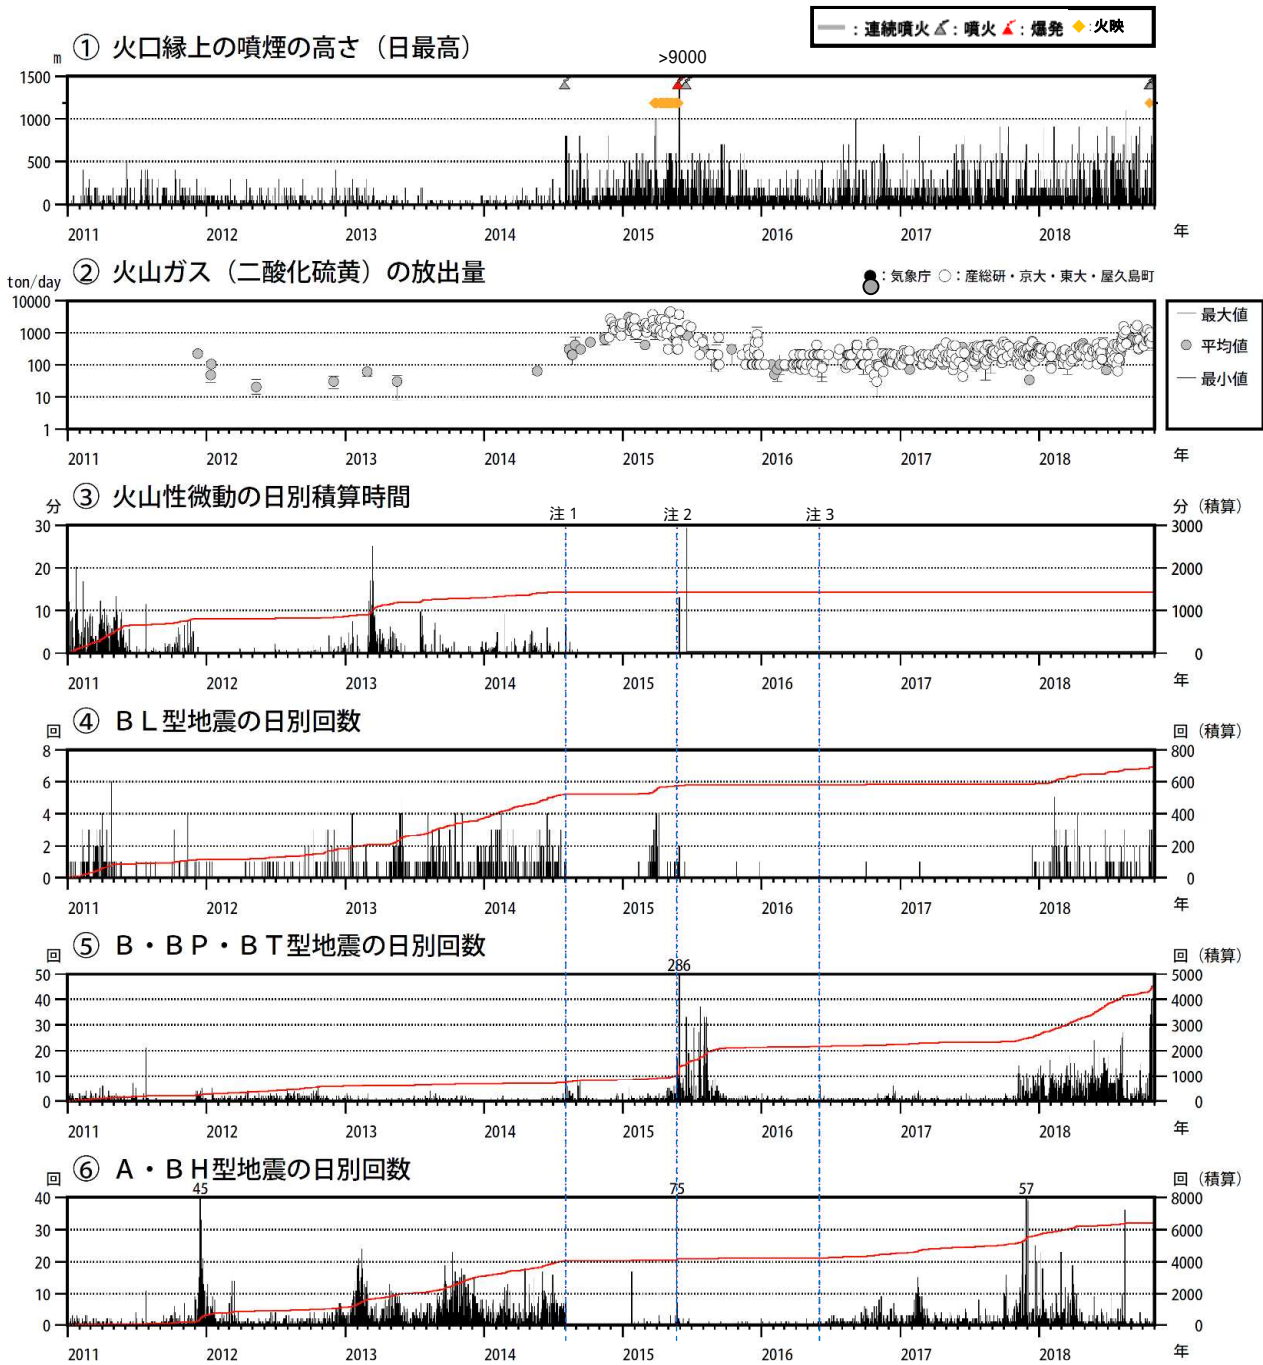 ━ : 連続噴火 : 噴火 : 爆発 ◆ : 火映
① 火口縁上の噴煙の高さ（日最高）
m
>9000
1500
1000
500
0
2011 2012 2013 2014 2015 2016 2017 2018 年
② 火山ガス（二酸化硫黄）の放出量
ton/day
● : 気象庁 ○ : 産総研・京大・東大・屋久島町
10000
1000
100
10
1
最大値
平均値
最小値
2011 2012 2013 2014 2015 2016 2017 2018 年
③ 火山性微動の日別積算時間
分
分（積算）
注 1 注 2 注 3
30 3000
20 2000
10 1000
0 0
2011 2012 2013 2014 2015 2016 2017 2018 年
④ ＢＬ型地震の日別回数
回
回（積算）
8 800
6 600
4 400
2 200
0 0
2011 2012 2013 2014 2015 2016 2017 2018 年
⑤ Ｂ・ＢＰ・ＢＴ型地震の日別回数
回
回（積算）
286
50 5000
40 4000
30 3000
20 2000
10 1000
0 0
2011 2012 2013 2014 2015 2016 2017 2018 年
⑥ Ａ・ＢＨ型地震の日別回数
回
回（積算）
45 75 57
40 8000
30 6000
20 4000
10 2000
0 0
2011 2012 2013 2014 2015 2016 2017 2018 年